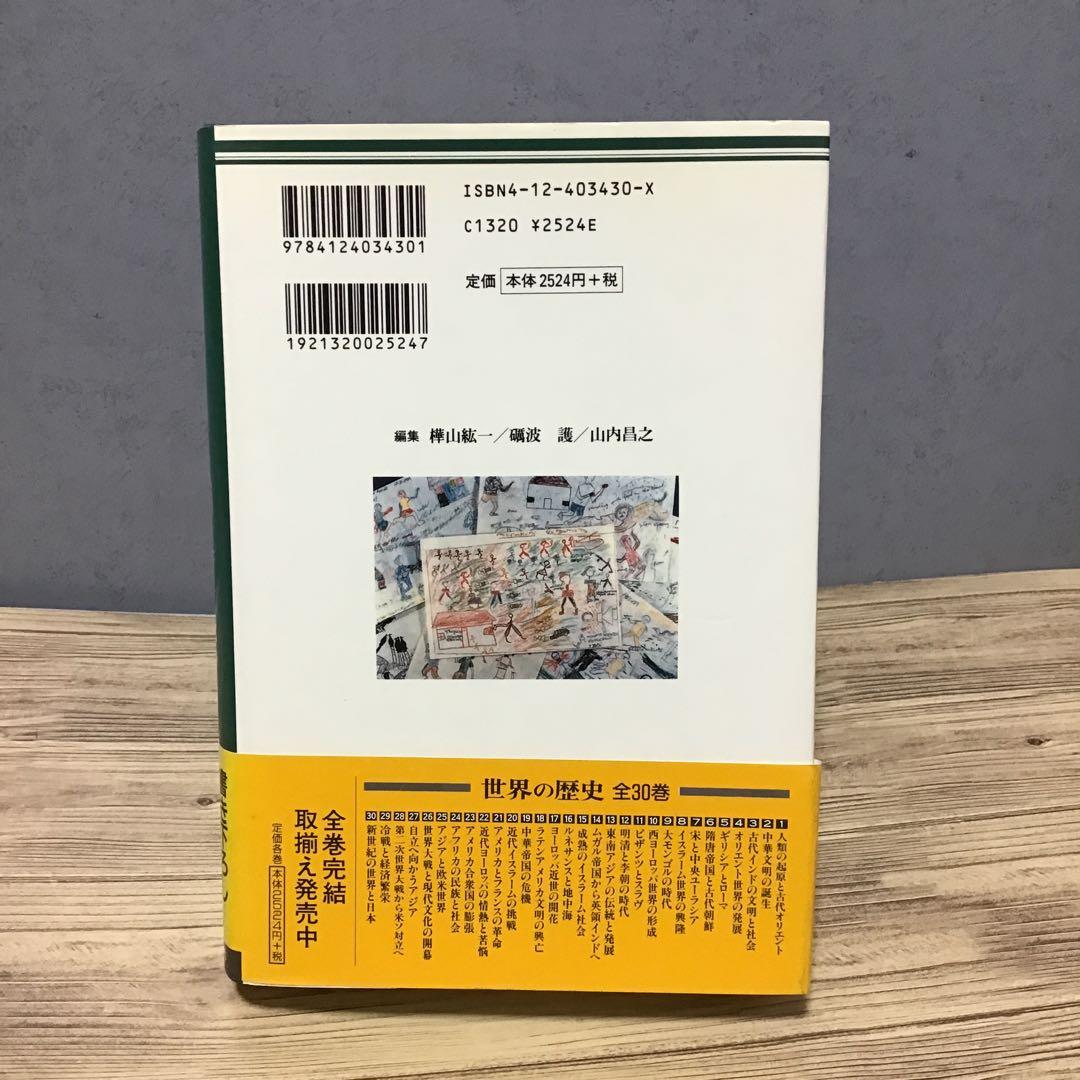 ISBN4-12-403430-X
C1320 ¥2524E
9784124034301
定価 本体2524円+税
1921320025247
編集 樺山紘一/礪波 護/山内昌之
世界の歴史 全30巻
1 人類の起原と古代オリエント
2 中華文明の誕生
3 古代インドの文明と社会
4 オリエント世界の発展
5 ギリシアとローマ
6 隋唐帝国と古代朝鮮
7 宋と中央ユーラシア
8 イスラーム世界の興隆
9 大モンゴルの時代
10 西ヨーロッパ世界の形成
11 ビザンツとスラヴ
12 明清と李朝の時代
13 東南アジアの伝統と発展
14 ムガル帝国から英領インドへ
15 成熟のイスラーム社会
16 ルネサンスと地中海
17 ヨーロッパ近世の開花
18 ラテンアメリカ文明の興亡
19 中華帝国の危機
20 近代イスラームの挑戦
21 アメリカとフランスの革命
22 近代ヨーロッパの情熱と苦悩
23 アメリカ合衆国の膨張
24 アフリカの民族と社会
25 アジアと欧米世界
26 世界大戦と現代文化の開幕
27 自立へ向かうアジア
28 第二次世界大戦から米ソ対立へ
29 冷戦と経済繁栄
30 新世紀の世界と日本
全巻完結
取揃え発売中
定価各巻 本体2524円+税